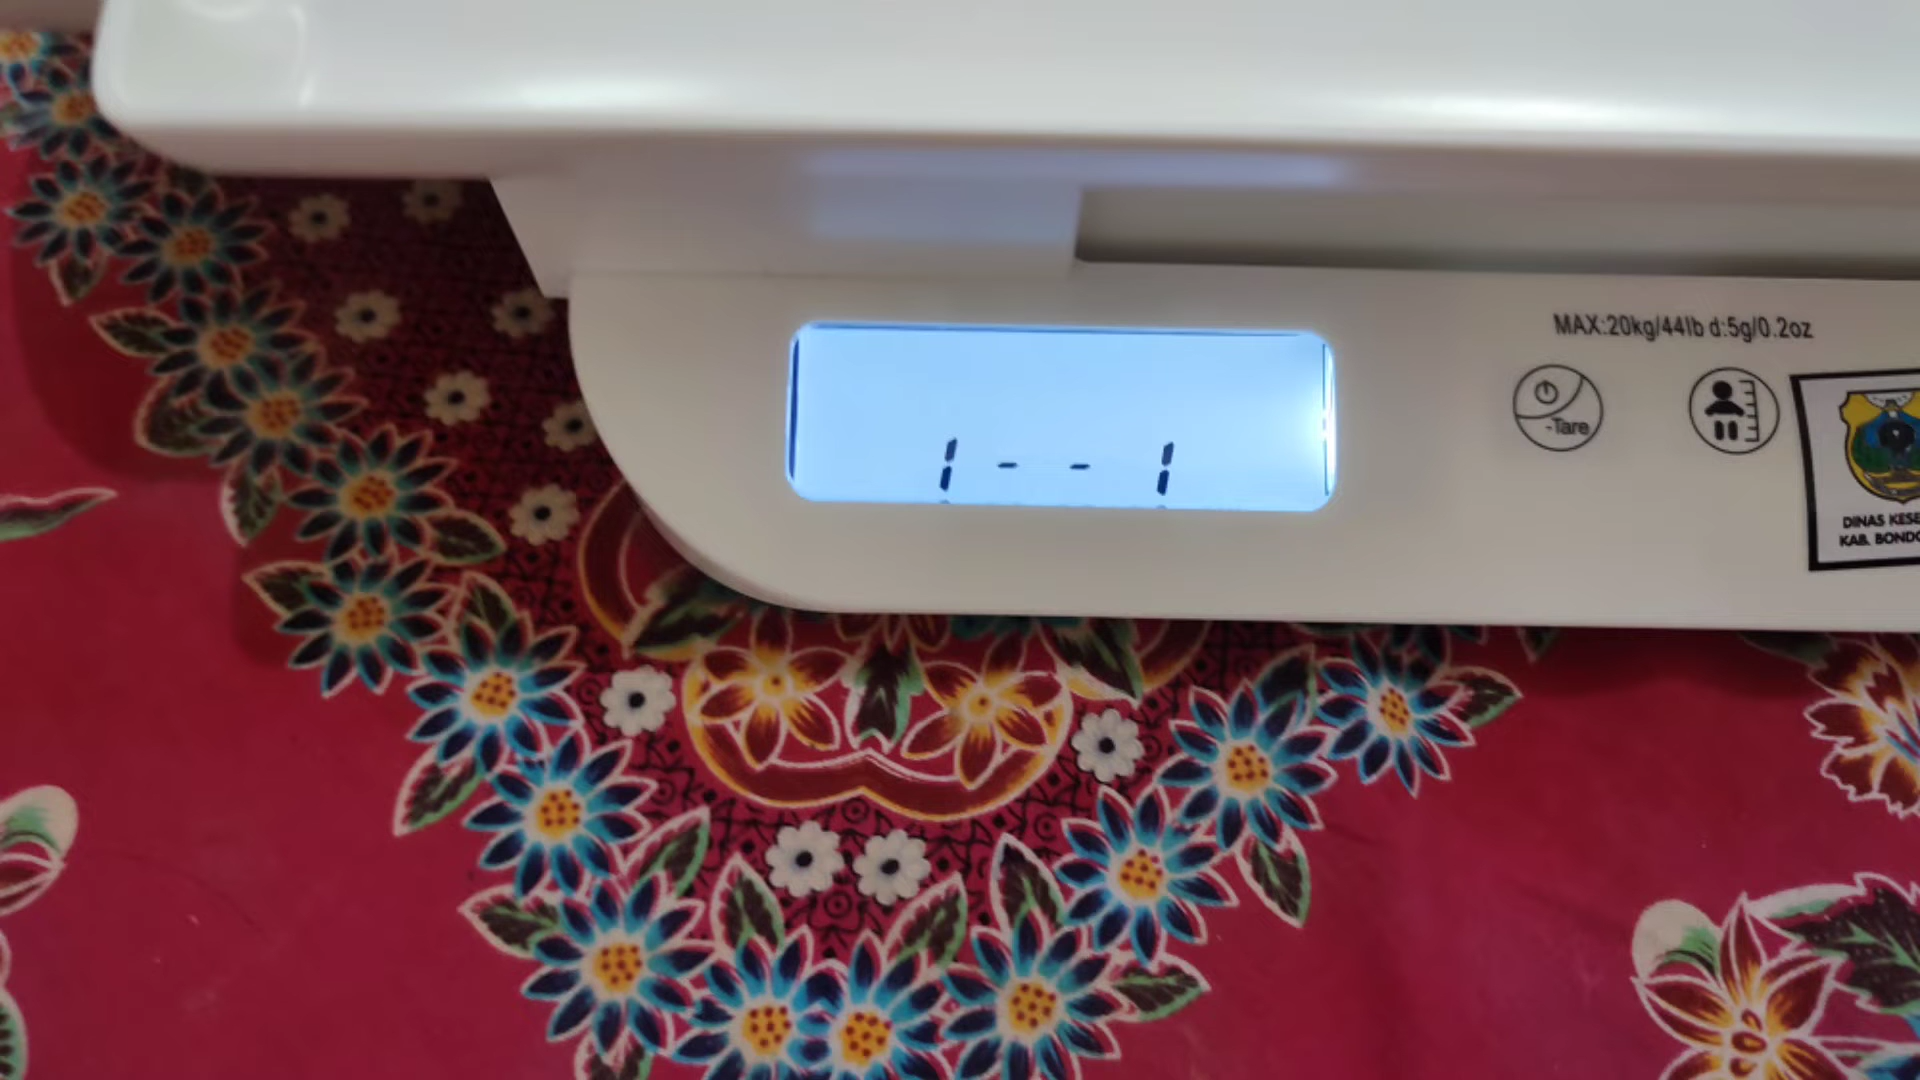 MAX:20kg/44lb d:5g/0.2oz
-Tare
1--1
DINAS KESE
KAB. BONDO